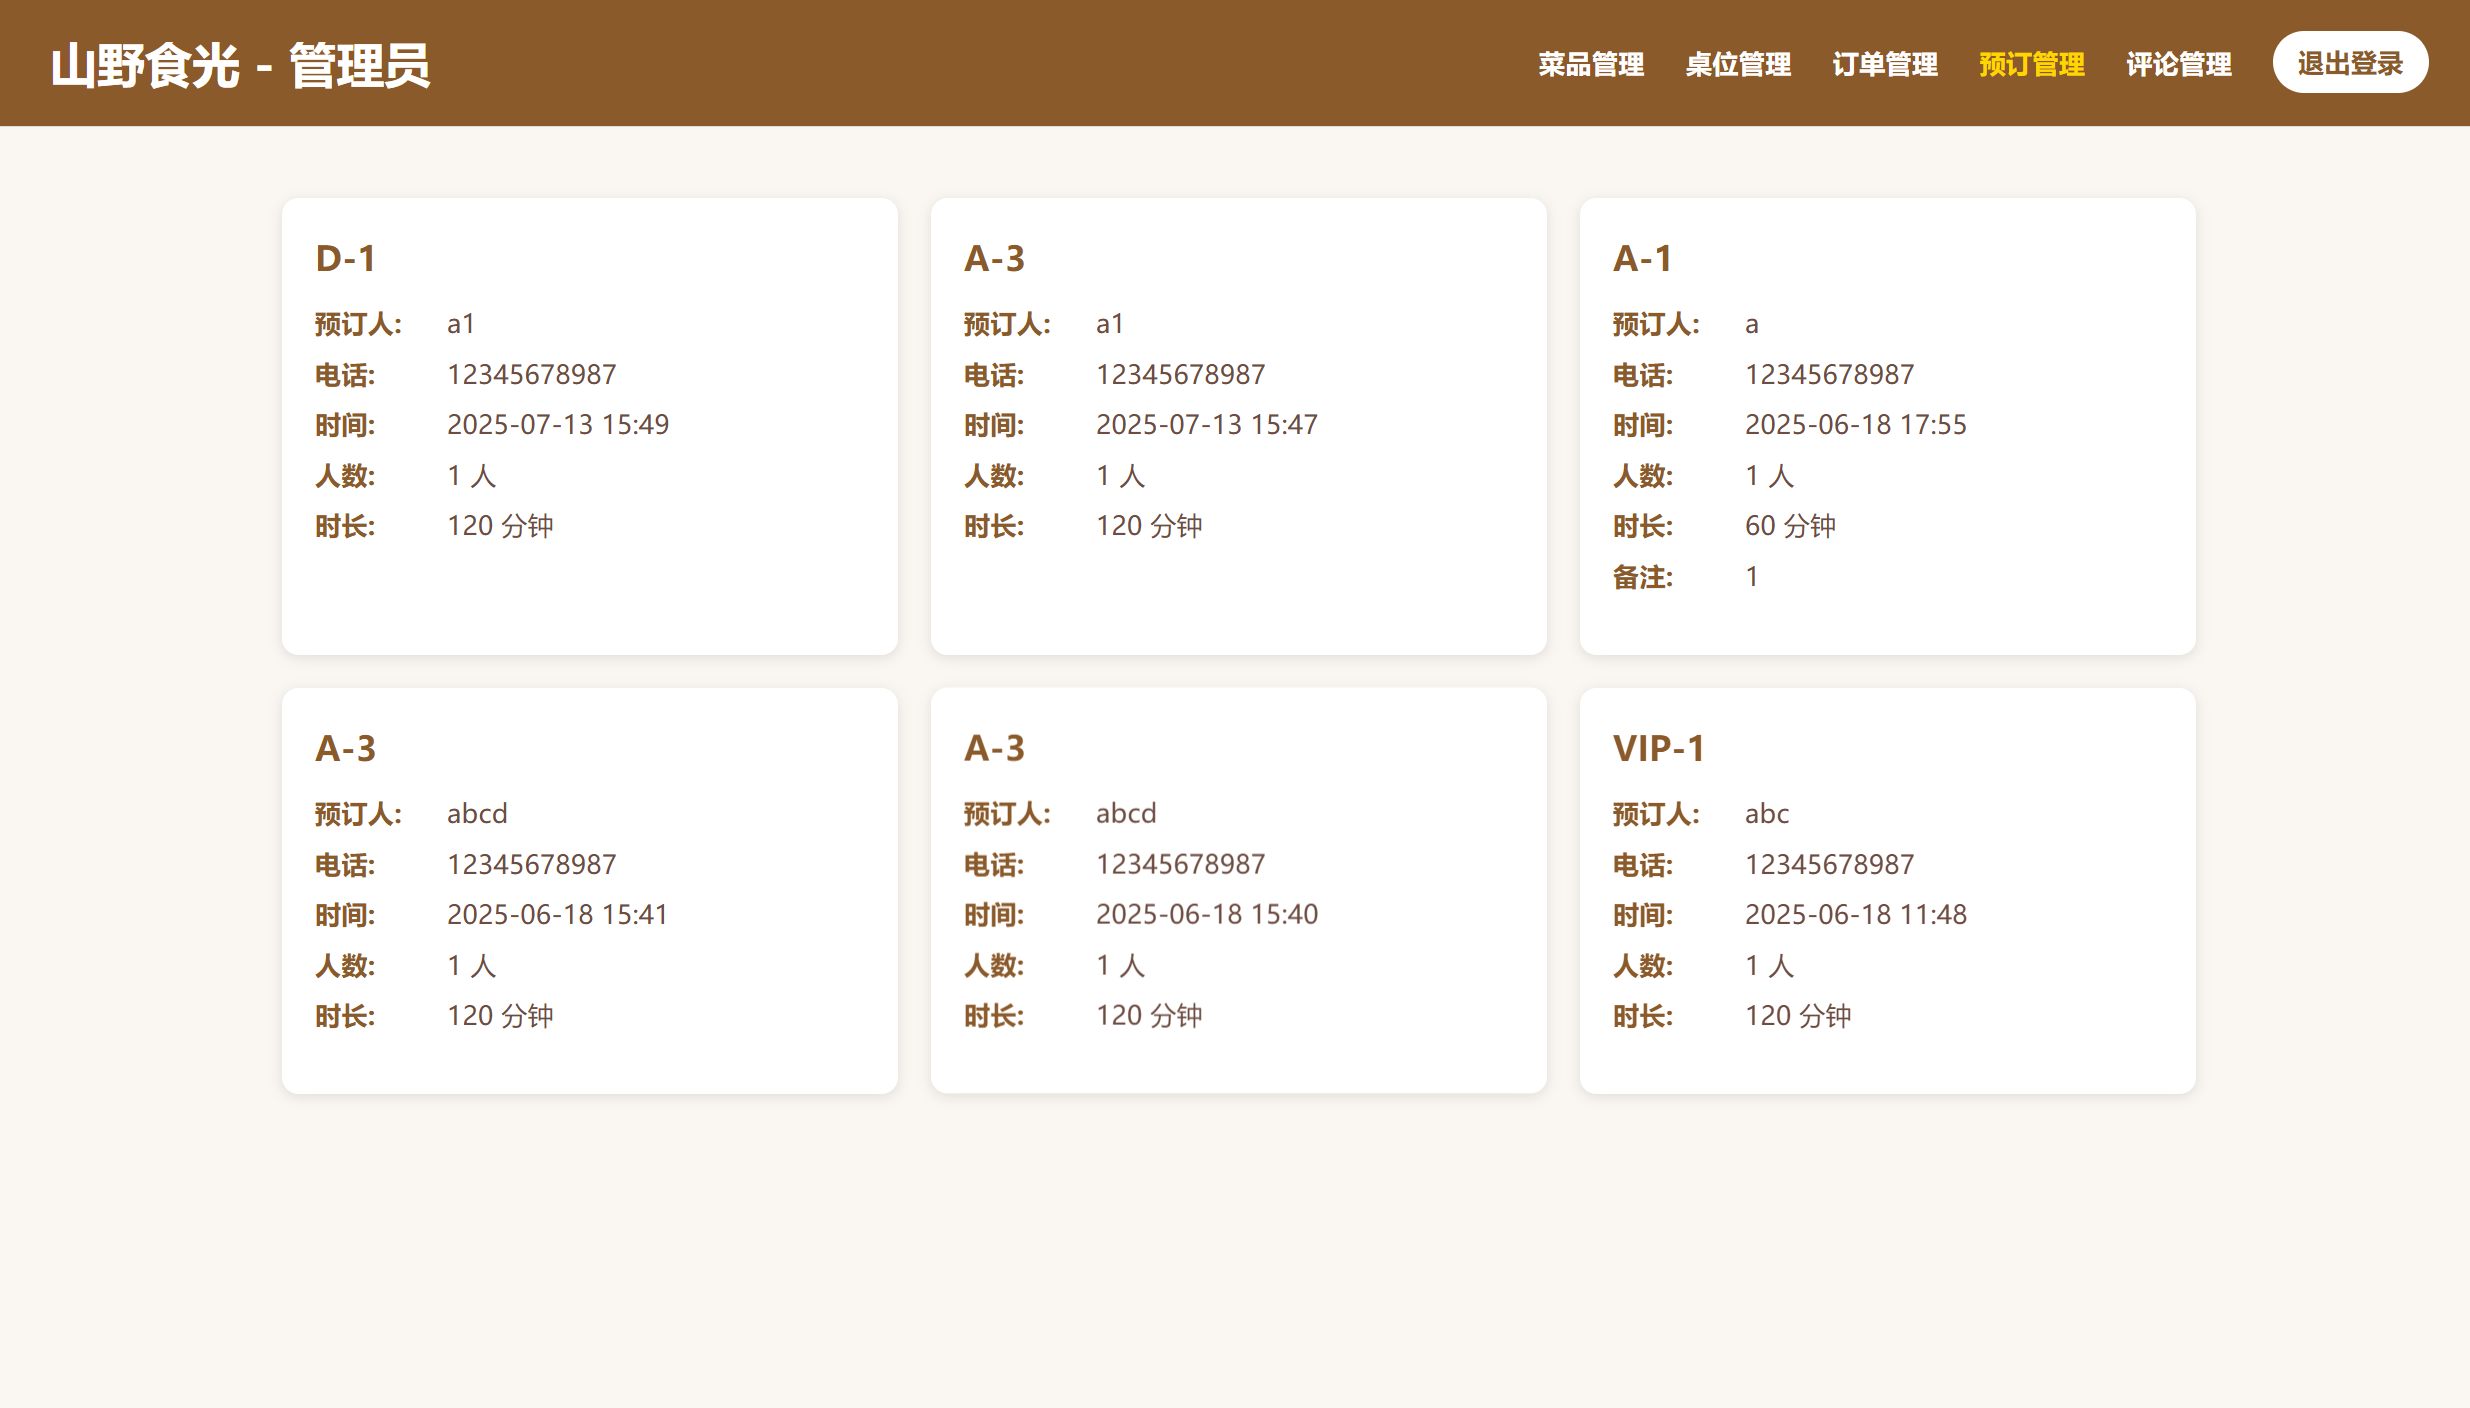 山野食光 - 管理员
菜品管理 桌位管理 订单管理 预订管理 评论管理 退出登录
D-1
预订人: a1
电话: 12345678987
时间: 2025-07-13 15:49
人数: 1 人
时长: 120 分钟
A-3
预订人: a1
电话: 12345678987
时间: 2025-07-13 15:47
人数: 1 人
时长: 120 分钟
A-1
预订人: a
电话: 12345678987
时间: 2025-06-18 17:55
人数: 1 人
时长: 60 分钟
备注: 1
A-3
预订人: abcd
电话: 12345678987
时间: 2025-06-18 15:41
人数: 1 人
时长: 120 分钟
A-3
预订人: abcd
电话: 12345678987
时间: 2025-06-18 15:40
人数: 1 人
时长: 120 分钟
VIP-1
预订人: abc
电话: 12345678987
时间: 2025-06-18 11:48
人数: 1 人
时长: 120 分钟